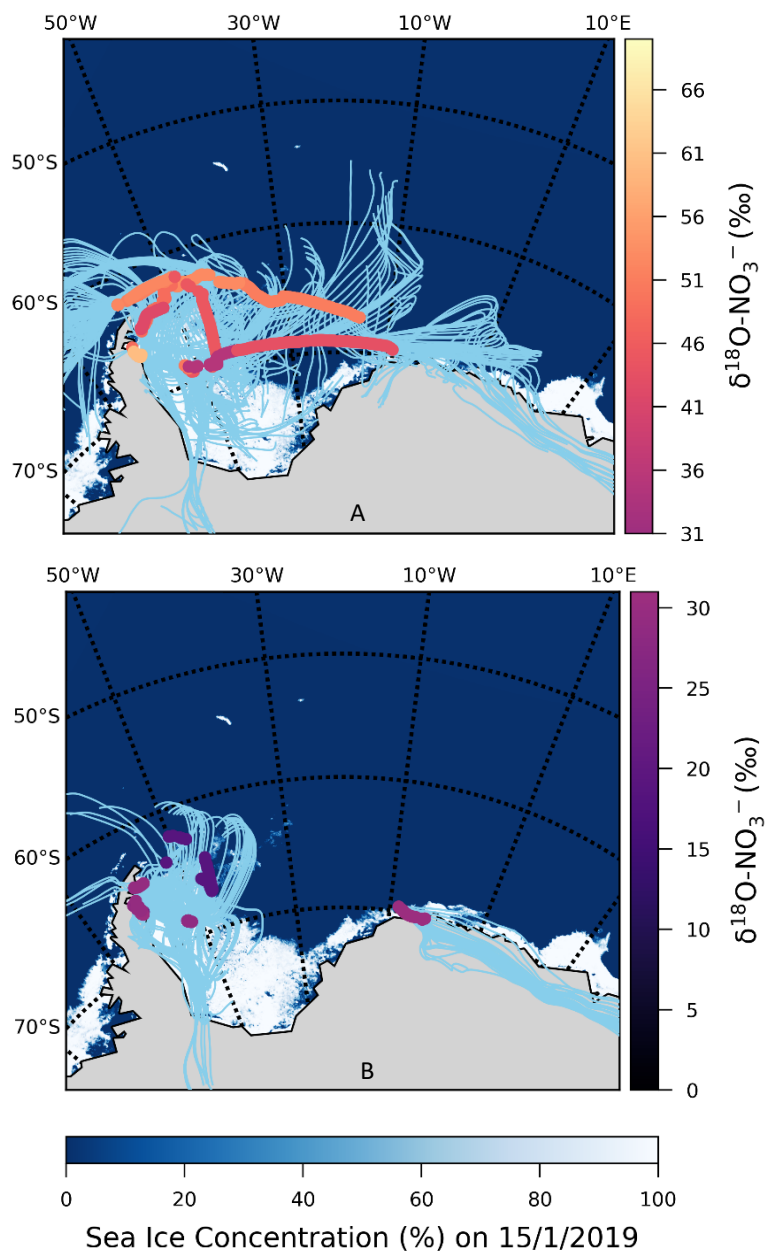 50°W 30°W 10°W 10°E
50°S
60°S
70°S
A
66
61
56
51
46
41
36
31
δ¹⁸O-NO₃⁻ (‰)
50°W 30°W 10°W 10°E
50°S
60°S
70°S
B
30
25
20
15
10
5
0
δ¹⁸O-NO₃⁻ (‰)
0 20 40 60 80 100
Sea Ice Concentration (%) on 15/1/2019